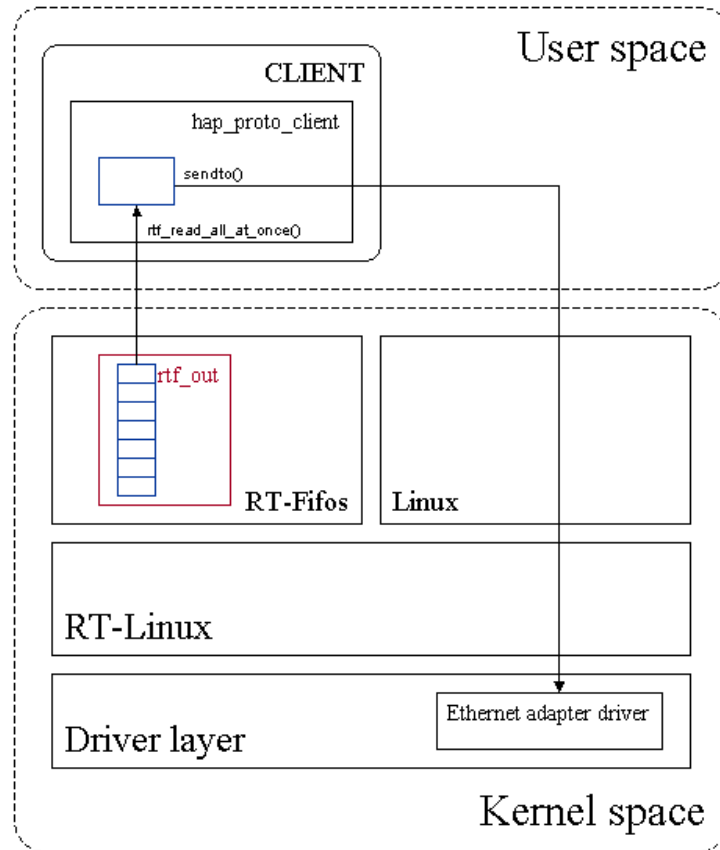 User space
CLIENT
hap_proto_client
sendto()
rtf_read_all_at_once()
rtf_out
RT-Fifos
Linux
RT-Linux
Ethernet adapter driver
Driver layer
Kernel space